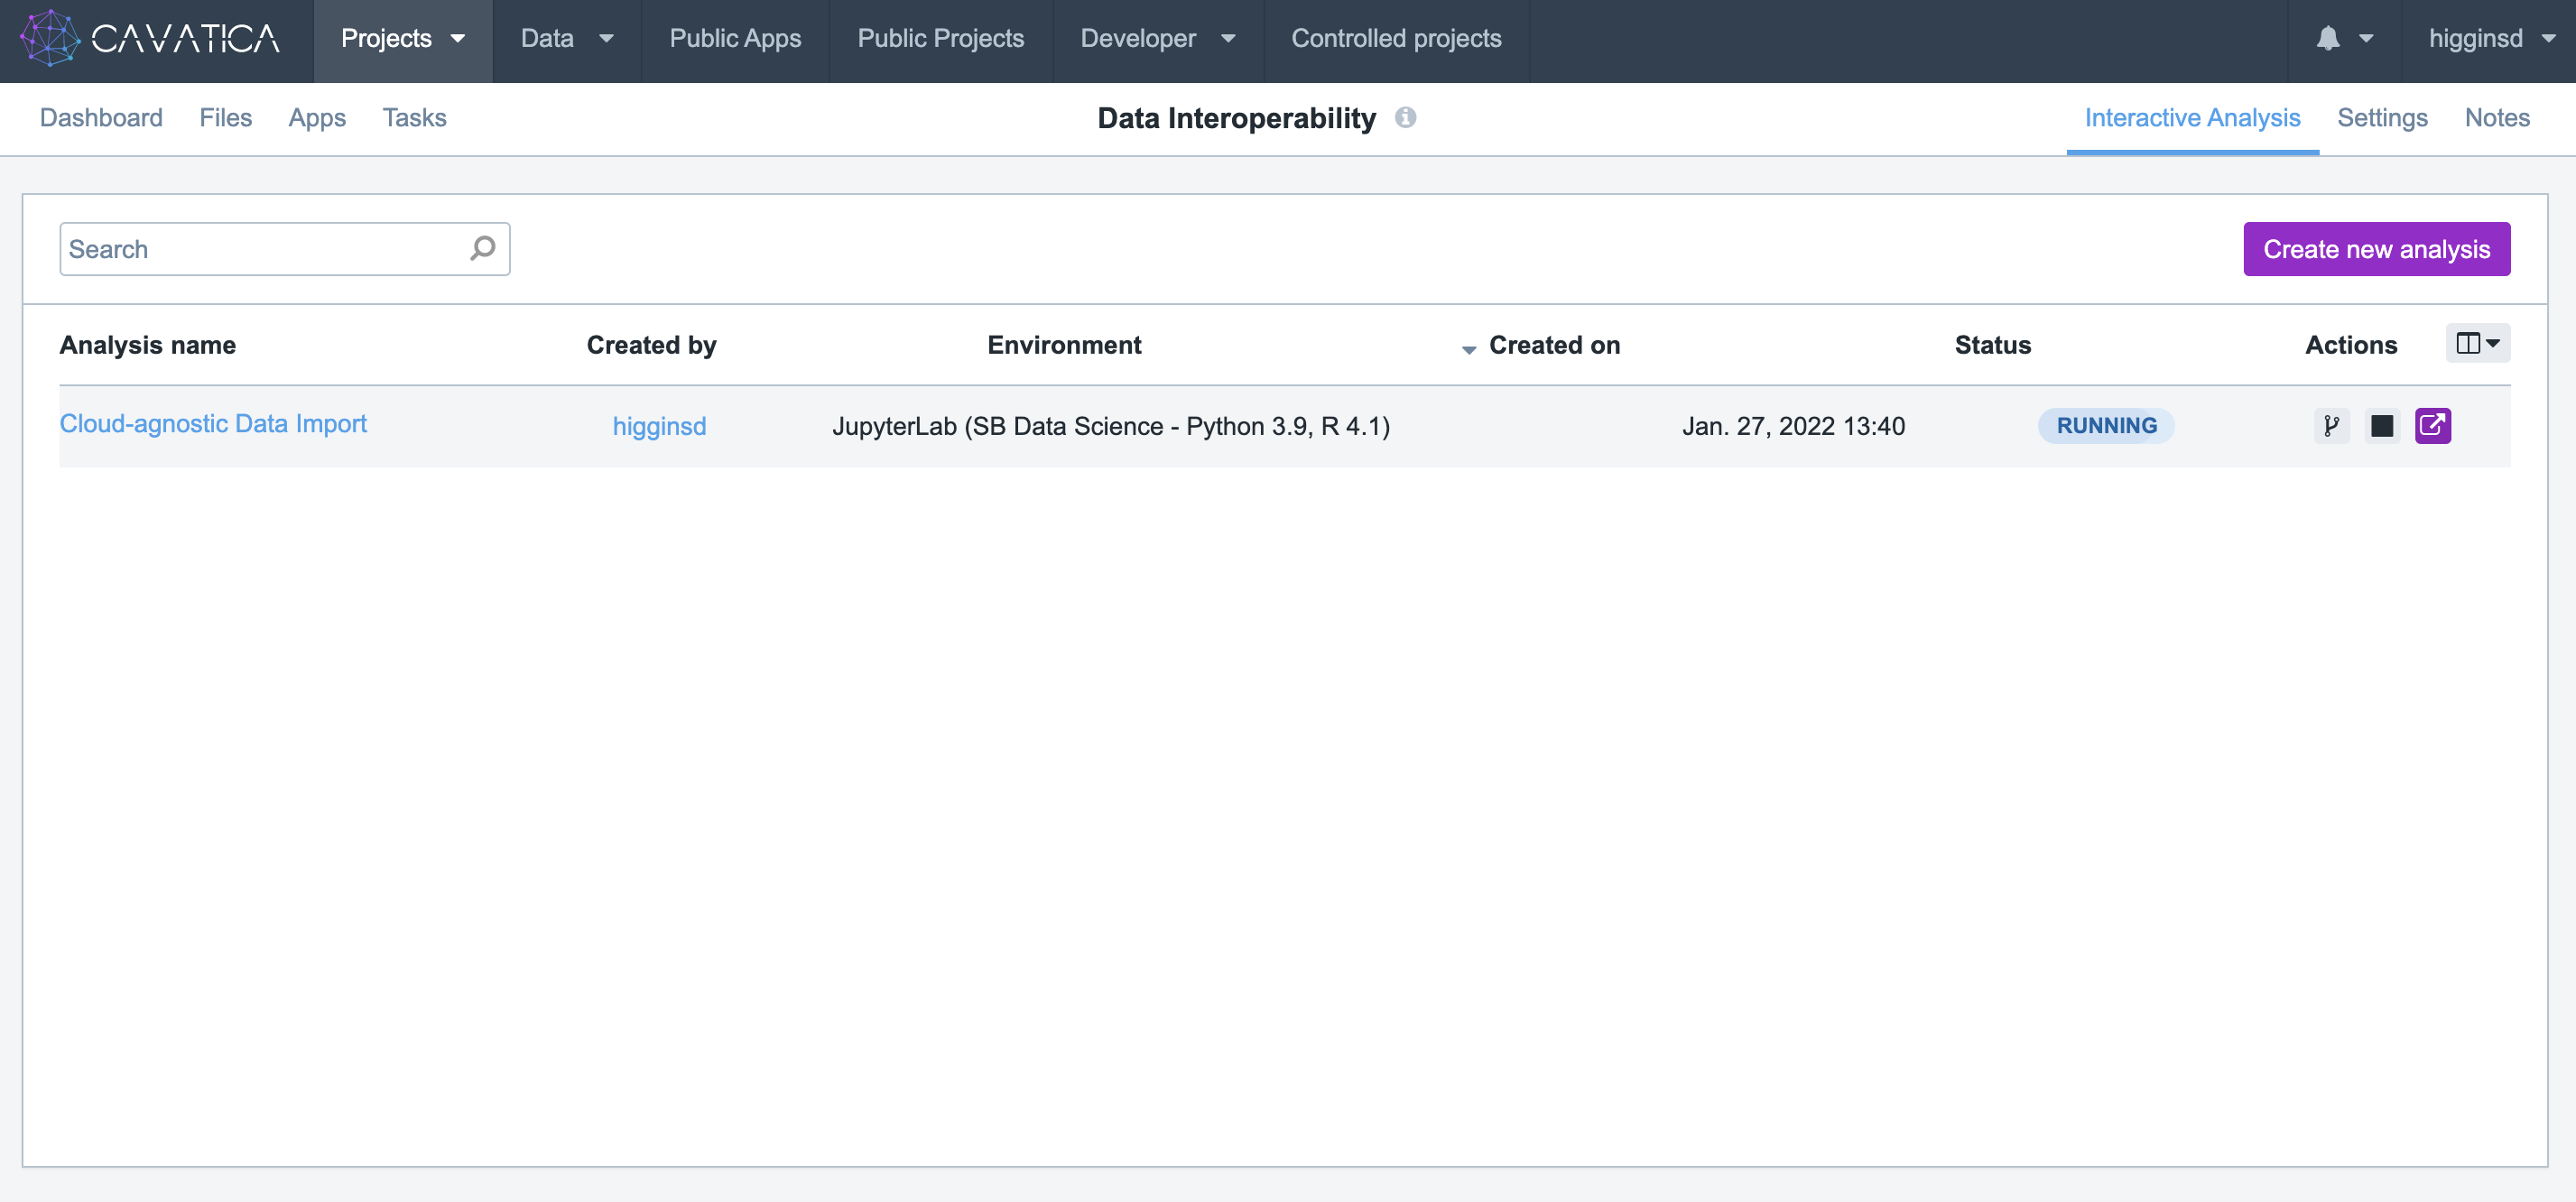 CAVATICA Projects Data Public Apps Public Projects Developer Controlled projects higginsd
Dashboard Files Apps Tasks Data Interoperability Interactive Analysis Settings Notes
Search Create new analysis
Analysis name Created by Environment Created on Status Actions
Cloud-agnostic Data Import higginsd JupyterLab (SB Data Science - Python 3.9, R 4.1) Jan. 27, 2022 13:40 RUNNING